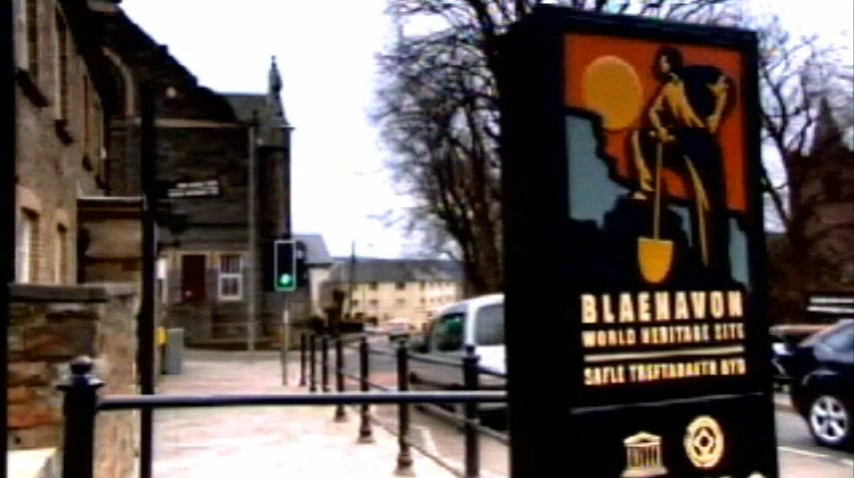 BLAENAVON
WORLD HERITAGE SITE
SAFLE TREFTADAETH BYD